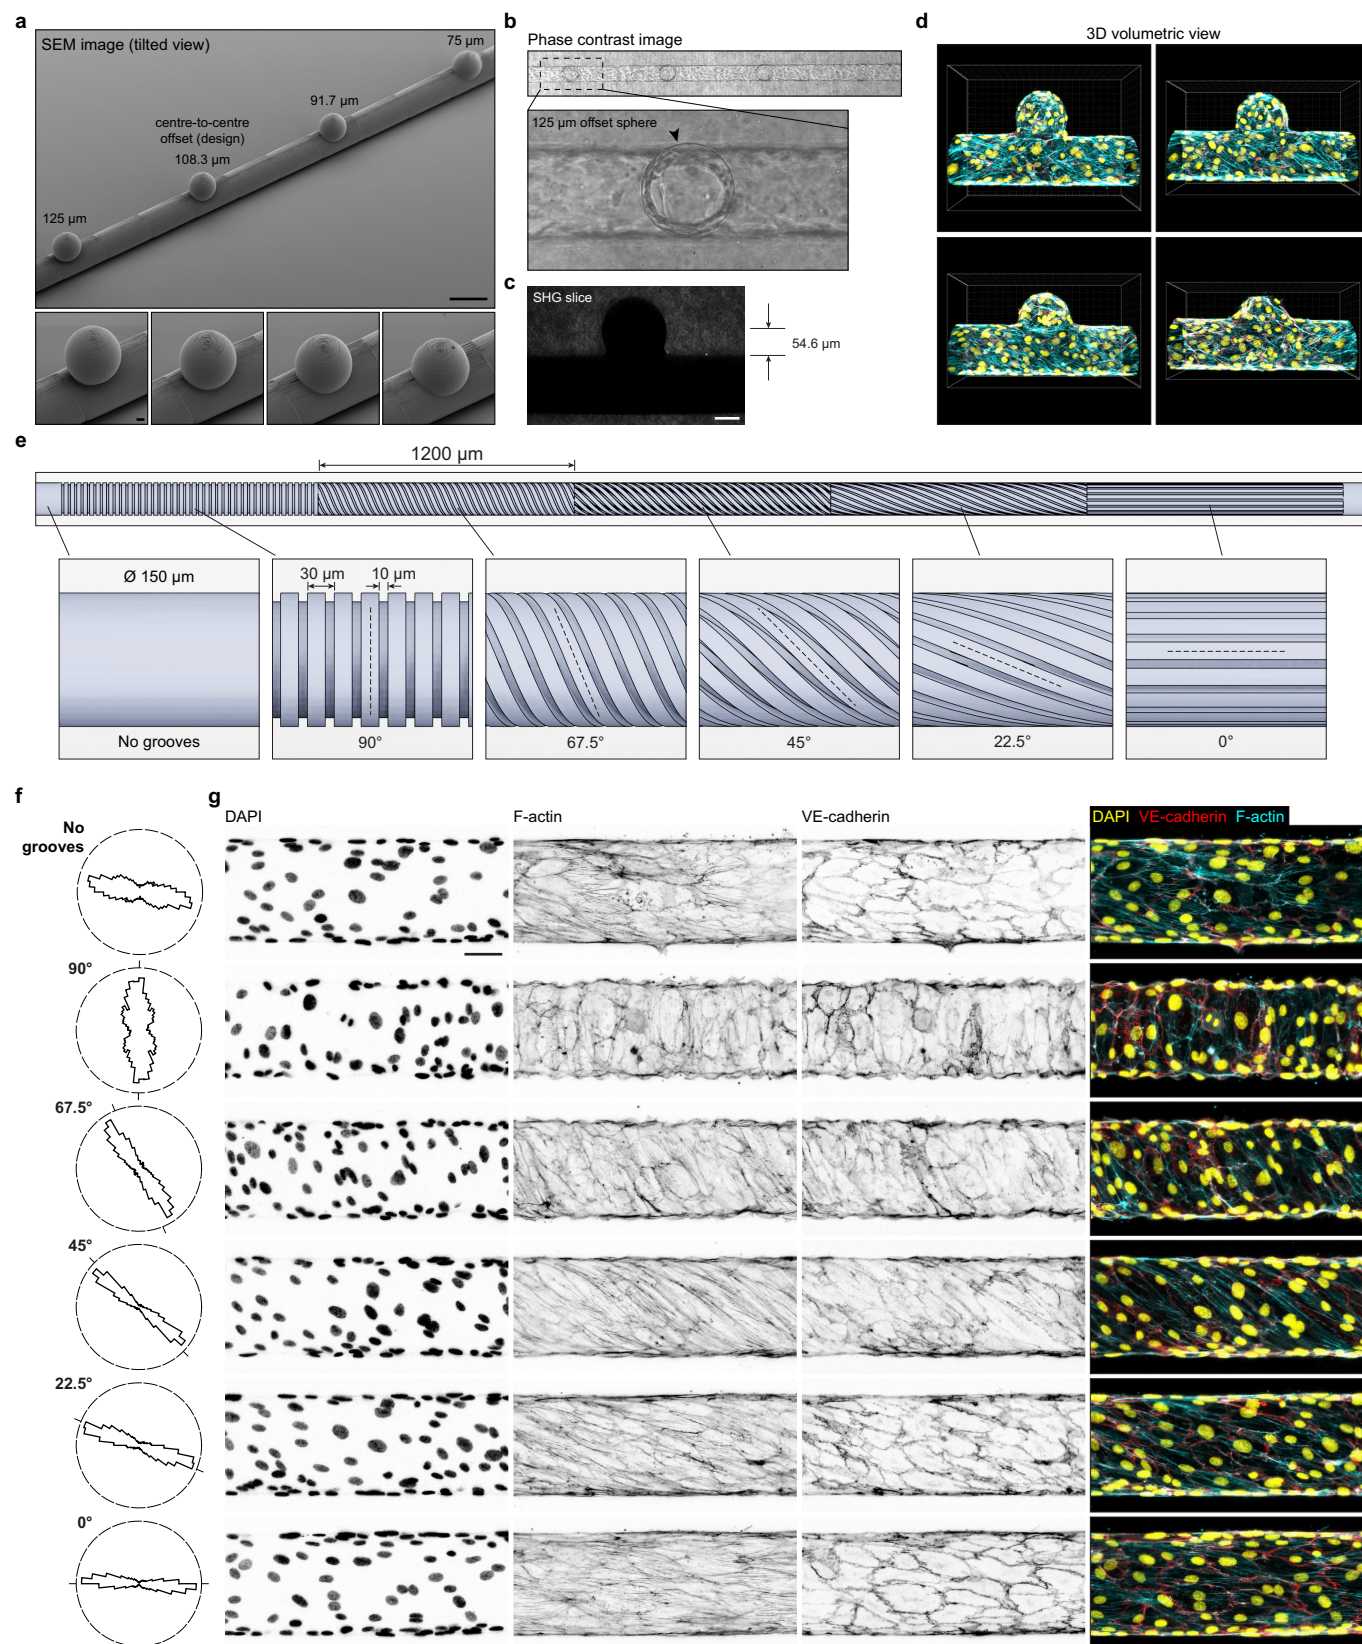 a
SEM image (tilted view)
75 µm
91.7 µm
centre-to-centre
offset (design)
108.3 µm
125 µm
b
Phase contrast image
125 µm offset sphere
c
SHG slice
54.6 µm
d
3D volumetric view
e
1200 µm
Ø 150 µm
30 µm
10 µm
No grooves
90°
67.5°
45°
22.5°
0°
f
No
grooves
90°
67.5°
45°
22.5°
0°
g
DAPI
F-actin
VE-cadherin
DAPI VE-cadherin F-actin